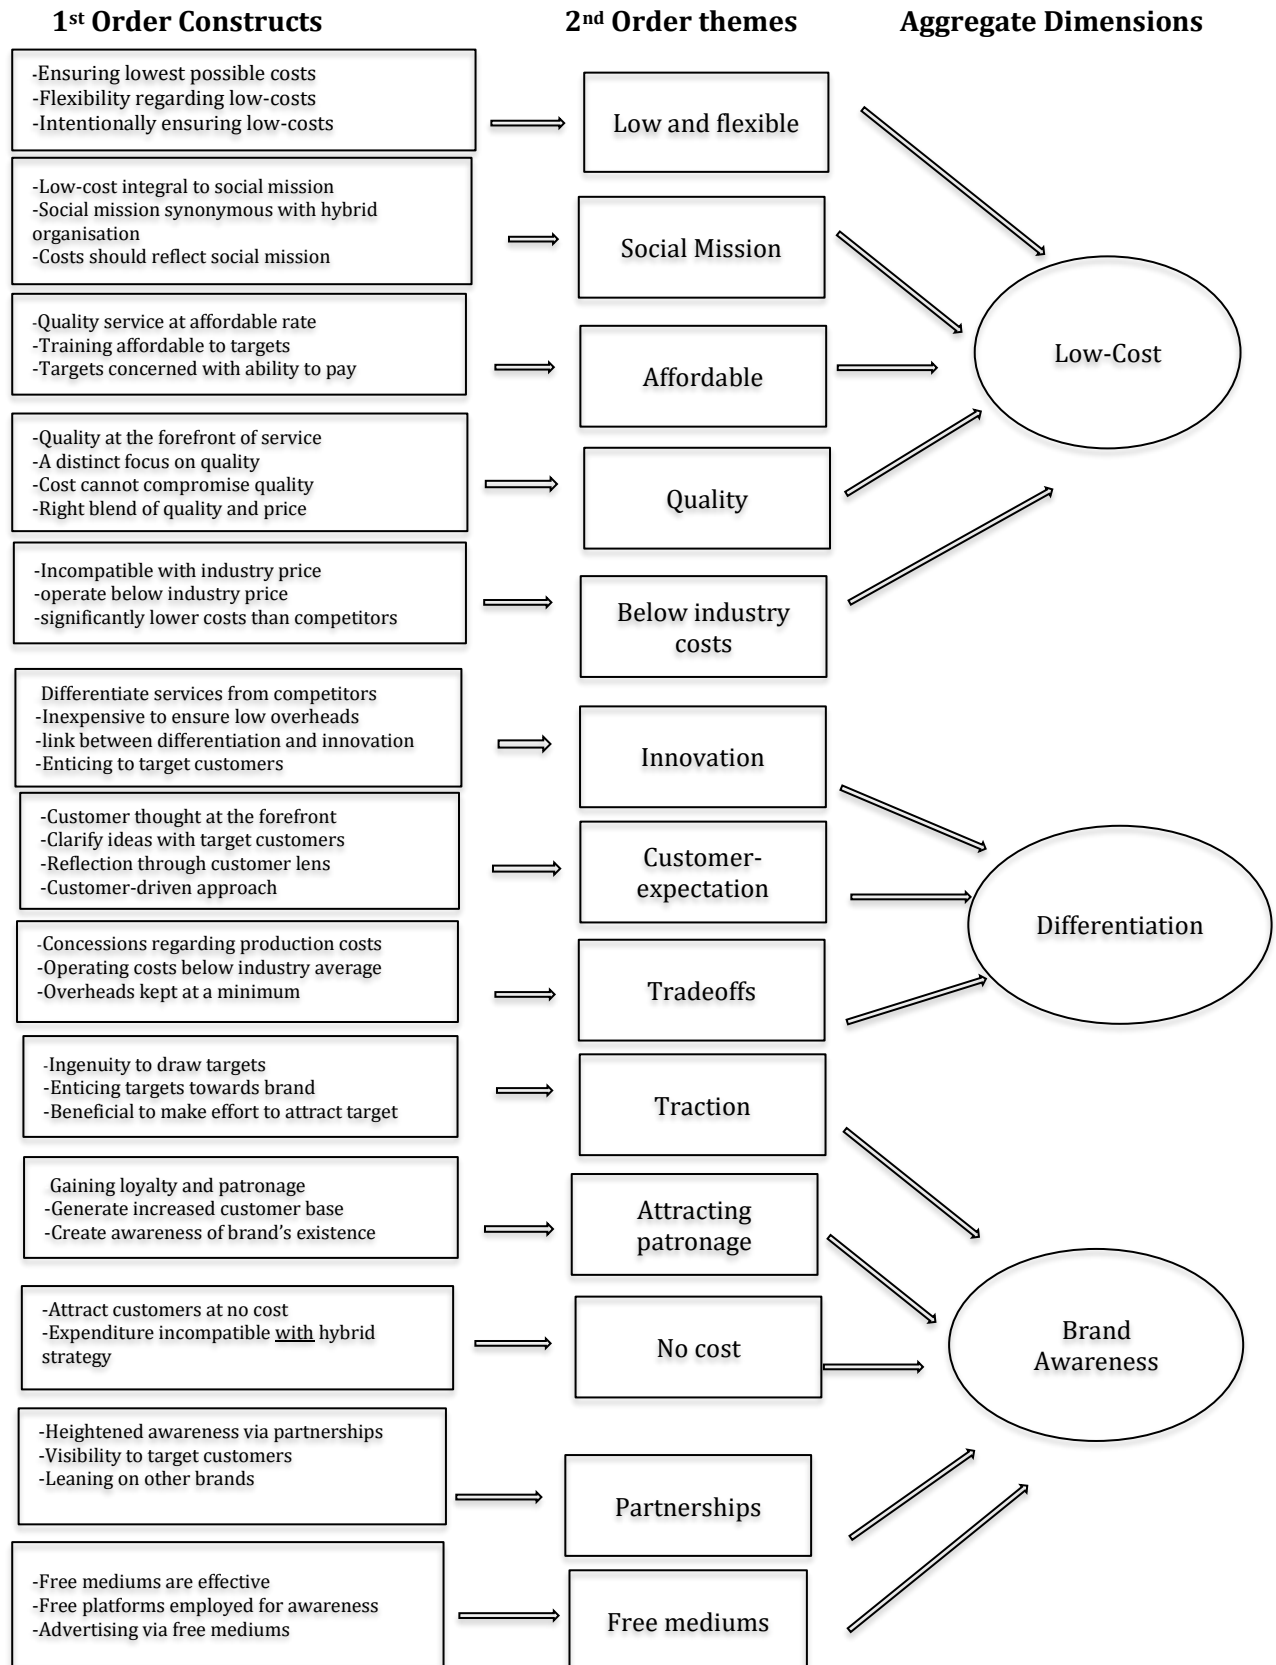 1st Order Constructs
2nd Order themes
Aggregate Dimensions
-Ensuring lowest possible costs
-Flexibility regarding low-costs
-Intentionally ensuring low-costs
Low and flexible
-Low-cost integral to social mission
-Social mission synonymous with hybrid
organisation
-Costs should reflect social mission
Social Mission
-Quality service at affordable rate
-Training affordable to targets
-Targets concerned with ability to pay
Affordable
Low-Cost
-Quality at the forefront of service
-A distinct focus on quality
-Cost cannot compromise quality
-Right blend of quality and price
Quality
-Incompatible with industry price
-operate below industry price
-significantly lower costs than competitors
Below industry
costs
Differentiate services from competitors
-Inexpensive to ensure low overheads
-link between differentiation and innovation
-Enticing to target customers
Innovation
-Customer thought at the forefront
-Clarify ideas with target customers
-Reflection through customer lens
-Customer-driven approach
Customer-
expectation
Differentiation
-Concessions regarding production costs
-Operating costs below industry average
-Overheads kept at a minimum
Tradeoffs
-Ingenuity to draw targets
-Enticing targets towards brand
-Beneficial to make effort to attract target
Traction
Gaining loyalty and patronage
-Generate increased customer base
-Create awareness of brand’s existence
Attracting
patronage
-Attract customers at no cost
-Expenditure incompatible with hybrid
strategy
No cost
Brand
Awareness
-Heightened awareness via partnerships
-Visibility to target customers
-Leaning on other brands
Partnerships
-Free mediums are effective
-Free platforms employed for awareness
-Advertising via free mediums
Free mediums